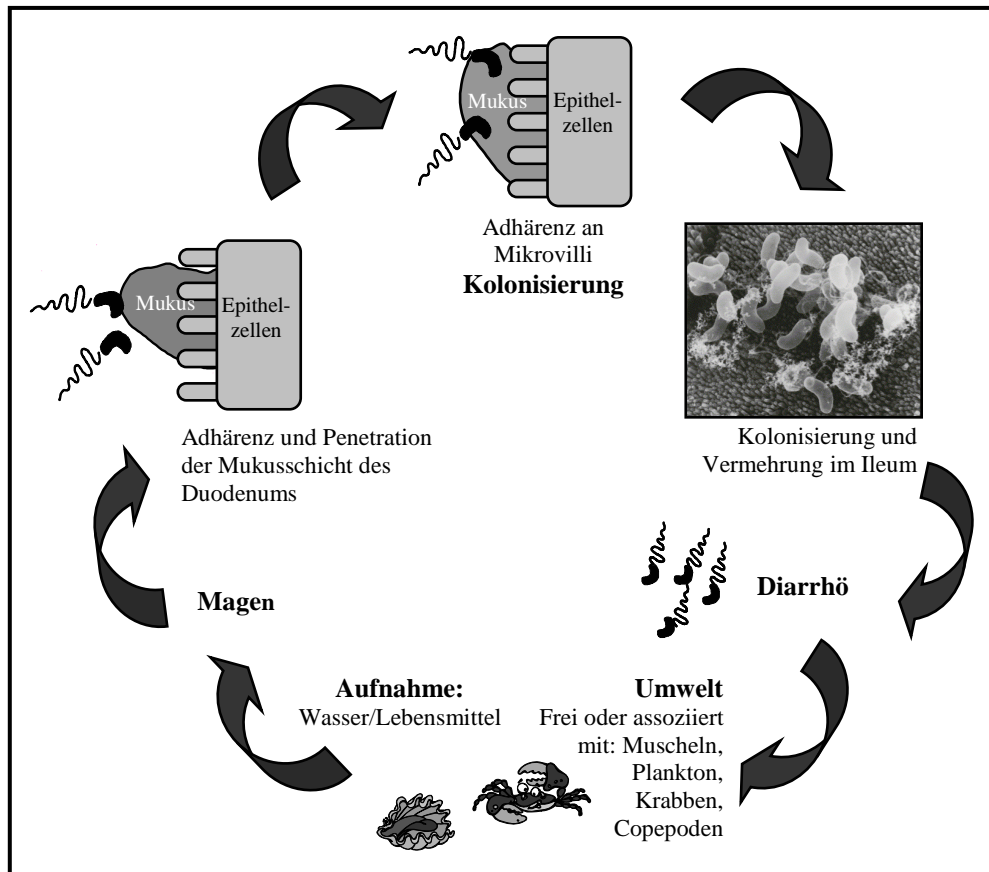 Mukus
Epithel-
zellen
Adhärenz an
Mikrovilli
Kolonisierung
Kolonisierung und
Vermehrung im Ileum
Mukus
Epithel-
zellen
Adhärenz und Penetration
der Mukusschicht des
Duodenums
Diarrhö
Magen
Aufnahme:
Wasser/Lebensmittel
Umwelt
Frei oder assoziiert
mit: Muscheln,
Plankton,
Krabben,
Copepoden